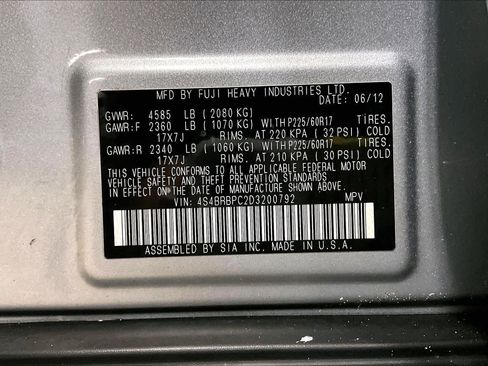 MFD BY FUJI HEAVY INDUSTRIES LTD.
DATE: 06/12
GVWR: 4585 LB (2080 KG)
GAWR:F 2360 LB (1070 KG) WITH P225/60R17 TIRES.
17X7J RIMS. AT 220 KPA (32 PSI) COLD
GAWR:R 2340 LB (1060 KG) WITH P225/60R17 TIRES.
17X7J RIMS. AT 210 KPA (30 PSI) COLD
THIS VEHICLE CONFORMS TO ALL APPLICABLE FEDERAL MOTOR
VEHICLE SAFETY AND THEFT PREVENTION STANDARDS
IN EFFECT ON THE DATE OF MANUFACTURE SHOWN ABOVE.
VIN: 4S4BRBPC2D3200792 MPV
ASSEMBLED BY SIA INC. MADE IN U.S.A.